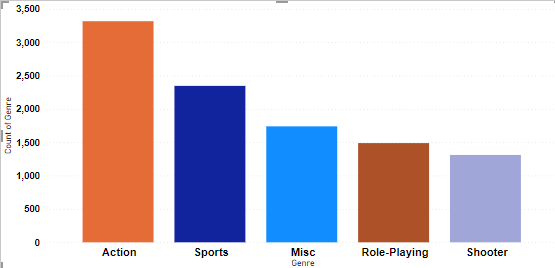 3,500
3,000
2,500
2,000
1,500
1,000
500
0
Count of Genre
Action Sports Misc Role-Playing Shooter
Genre